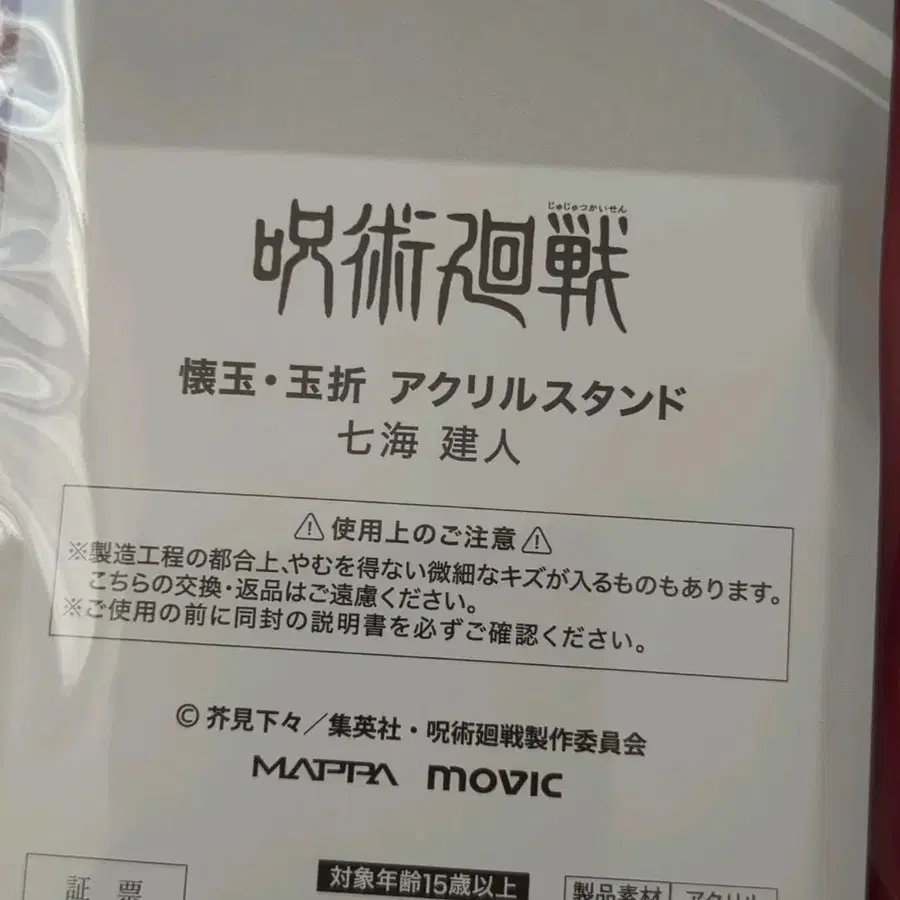 じゅじゅつかいせん
呪術廻戦
懐玉・玉折 アクリルスタンド
七海 建人
⚠使用上のご注意⚠
※製造工程の都合上、やむを得ない微細なキズが入るものもあります。
こちらの交換・返品はご遠慮ください。
※ご使用の前に同封の説明書を必ずご確認ください。
© 芥見下々／集英社・呪術廻戦製作委員会
MAPPA movic
対象年齢15歳以上
証 票
製品素材 アクリル